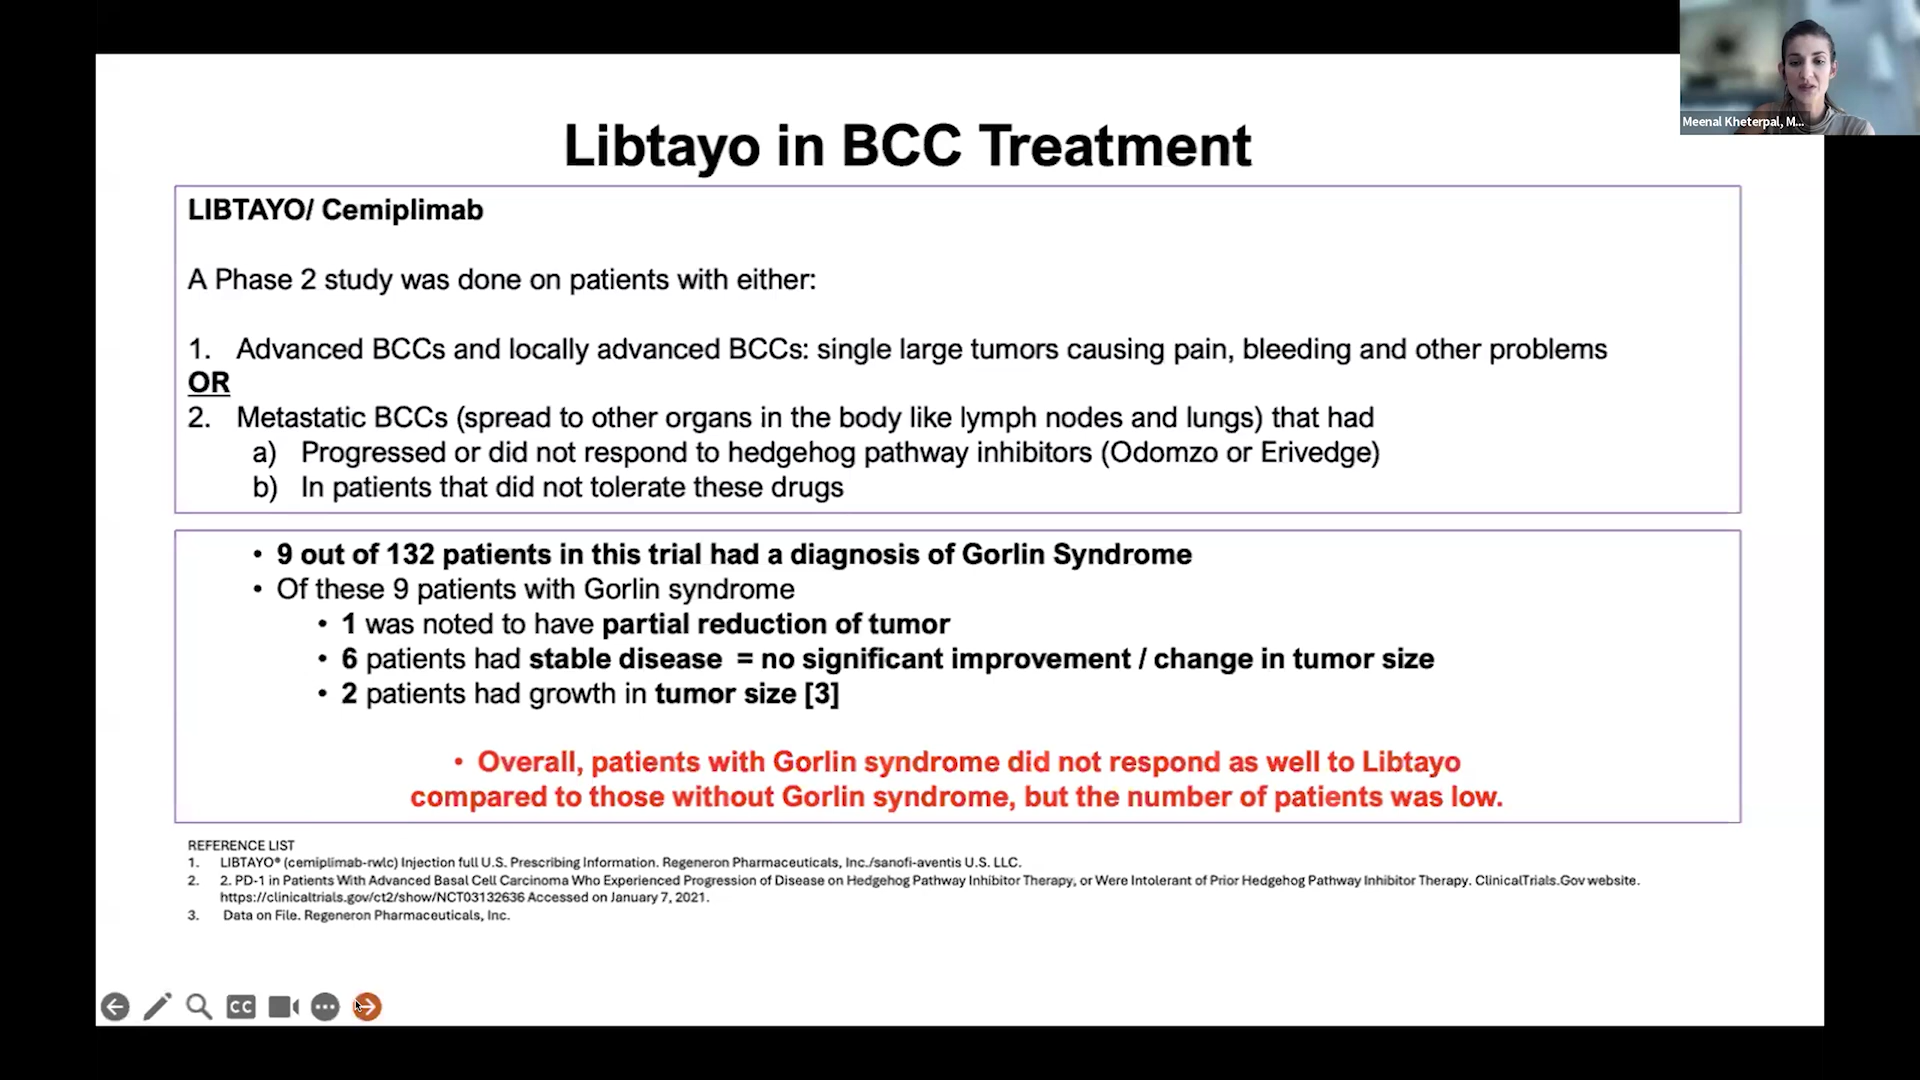 Meenal Kheterpal, M...
Libtayo in BCC Treatment
LIBTAYO/ Cemiplimab
A Phase 2 study was done on patients with either:
1. Advanced BCCs and locally advanced BCCs: single large tumors causing pain, bleeding and other problems
OR
2. Metastatic BCCs (spread to other organs in the body like lymph nodes and lungs) that had
a) Progressed or did not respond to hedgehog pathway inhibitors (Odomzo or Erivedge)
b) In patients that did not tolerate these drugs
• 9 out of 132 patients in this trial had a diagnosis of Gorlin Syndrome
• Of these 9 patients with Gorlin syndrome
• 1 was noted to have partial reduction of tumor
• 6 patients had stable disease = no significant improvement / change in tumor size
• 2 patients had growth in tumor size [3]
• Overall, patients with Gorlin syndrome did not respond as well to Libtayo
compared to those without Gorlin syndrome, but the number of patients was low.
REFERENCE LIST
1. LIBTAYO® (cemiplimab-rwlc) Injection full U.S. Prescribing Information. Regeneron Pharmaceuticals, Inc./sanofi-aventis U.S. LLC.
2. 2. PD-1 in Patients With Advanced Basal Cell Carcinoma Who Experienced Progression of Disease on Hedgehog Pathway Inhibitor Therapy, or Were Intolerant of Prior Hedgehog Pathway Inhibitor Therapy. ClinicalTrials.Gov website.
https://clinicaltrials.gov/ct2/show/NCT03132636 Accessed on January 7, 2021.
3. Data on File. Regeneron Pharmaceuticals, Inc.
CC